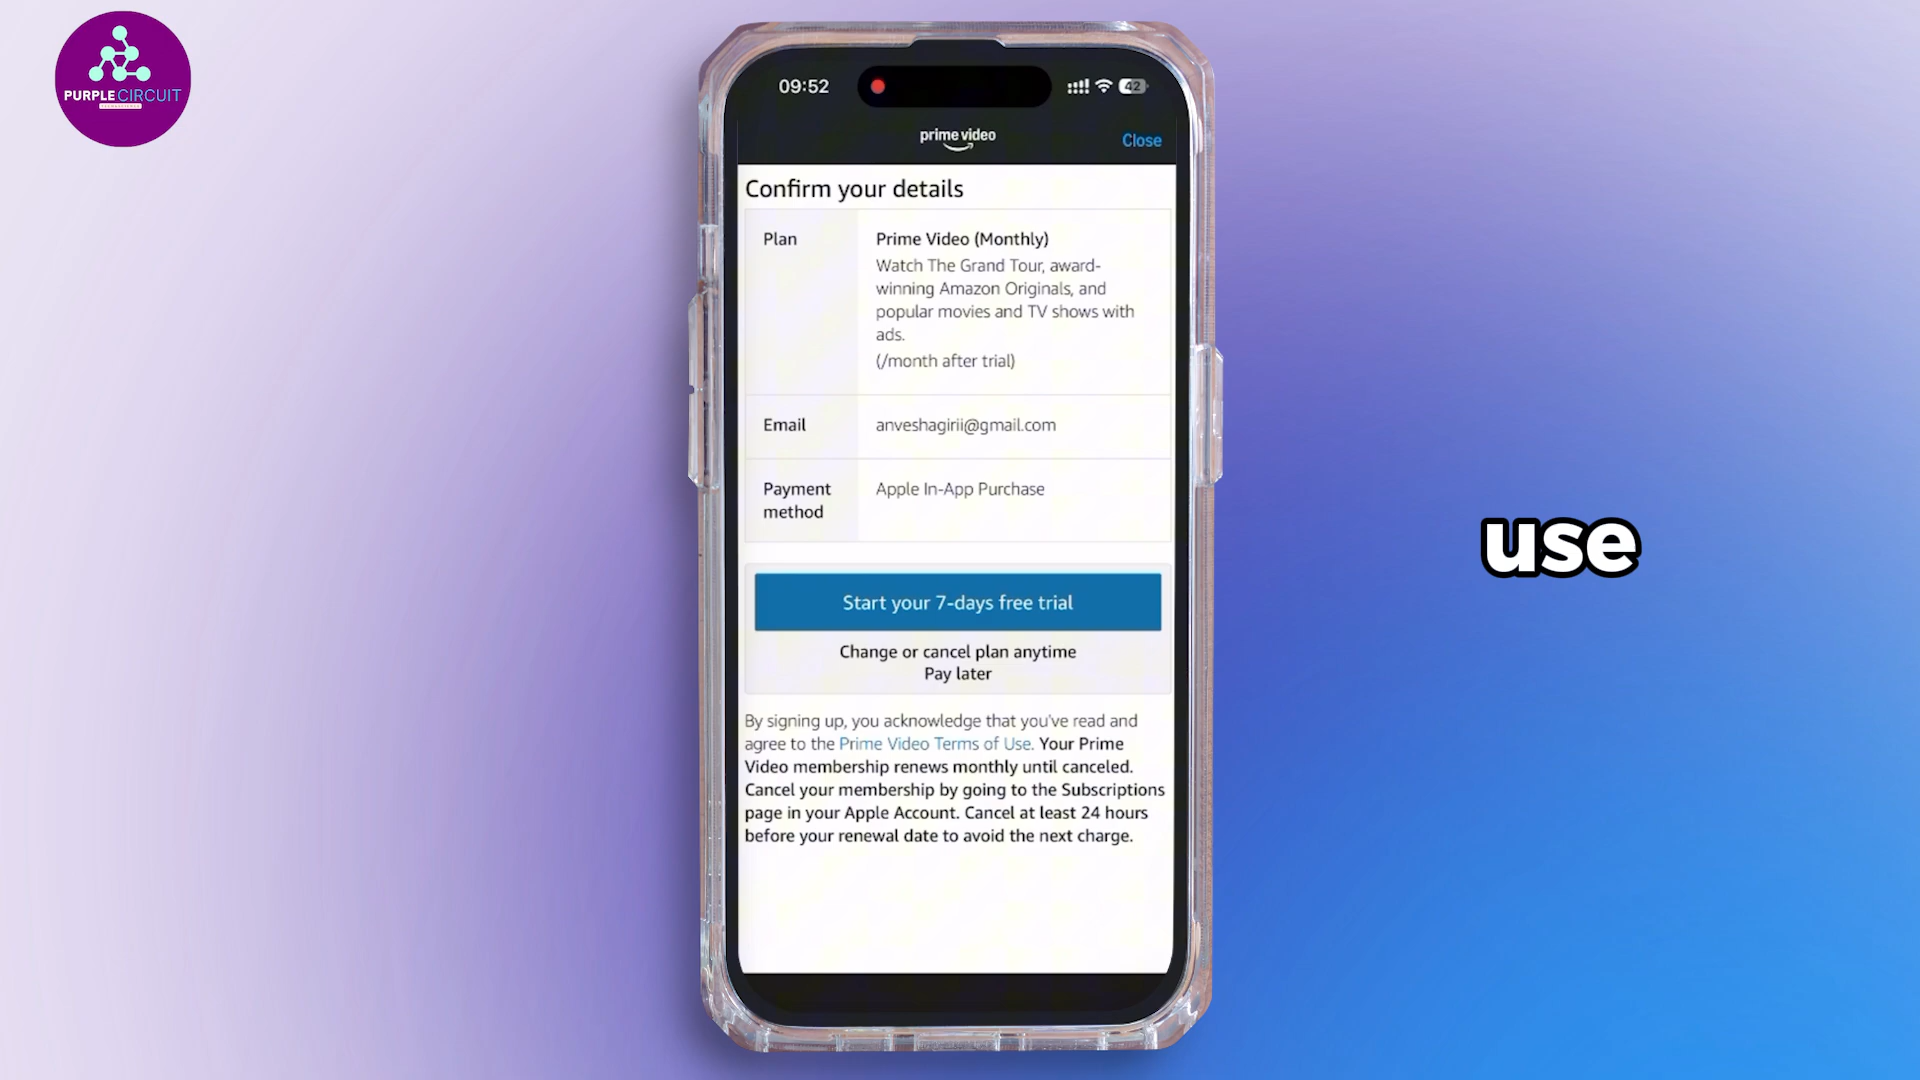 PURPLE CIRCUIT
09:52
42
prime video
Close
Confirm your details
Plan
Prime Video (Monthly)
Watch The Grand Tour, award-
winning Amazon Originals, and
popular movies and TV shows with
ads.
(/month after trial)
Email
anveshagirii@gmail.com
Payment
method
Apple In-App Purchase
use
Start your 7-days free trial
Change or cancel plan anytime
Pay later
By signing up, you acknowledge that you've read and
agree to the Prime Video Terms of Use. Your Prime
Video membership renews monthly until canceled.
Cancel your membership by going to the Subscriptions
page in your Apple Account. Cancel at least 24 hours
before your renewal date to avoid the next charge.